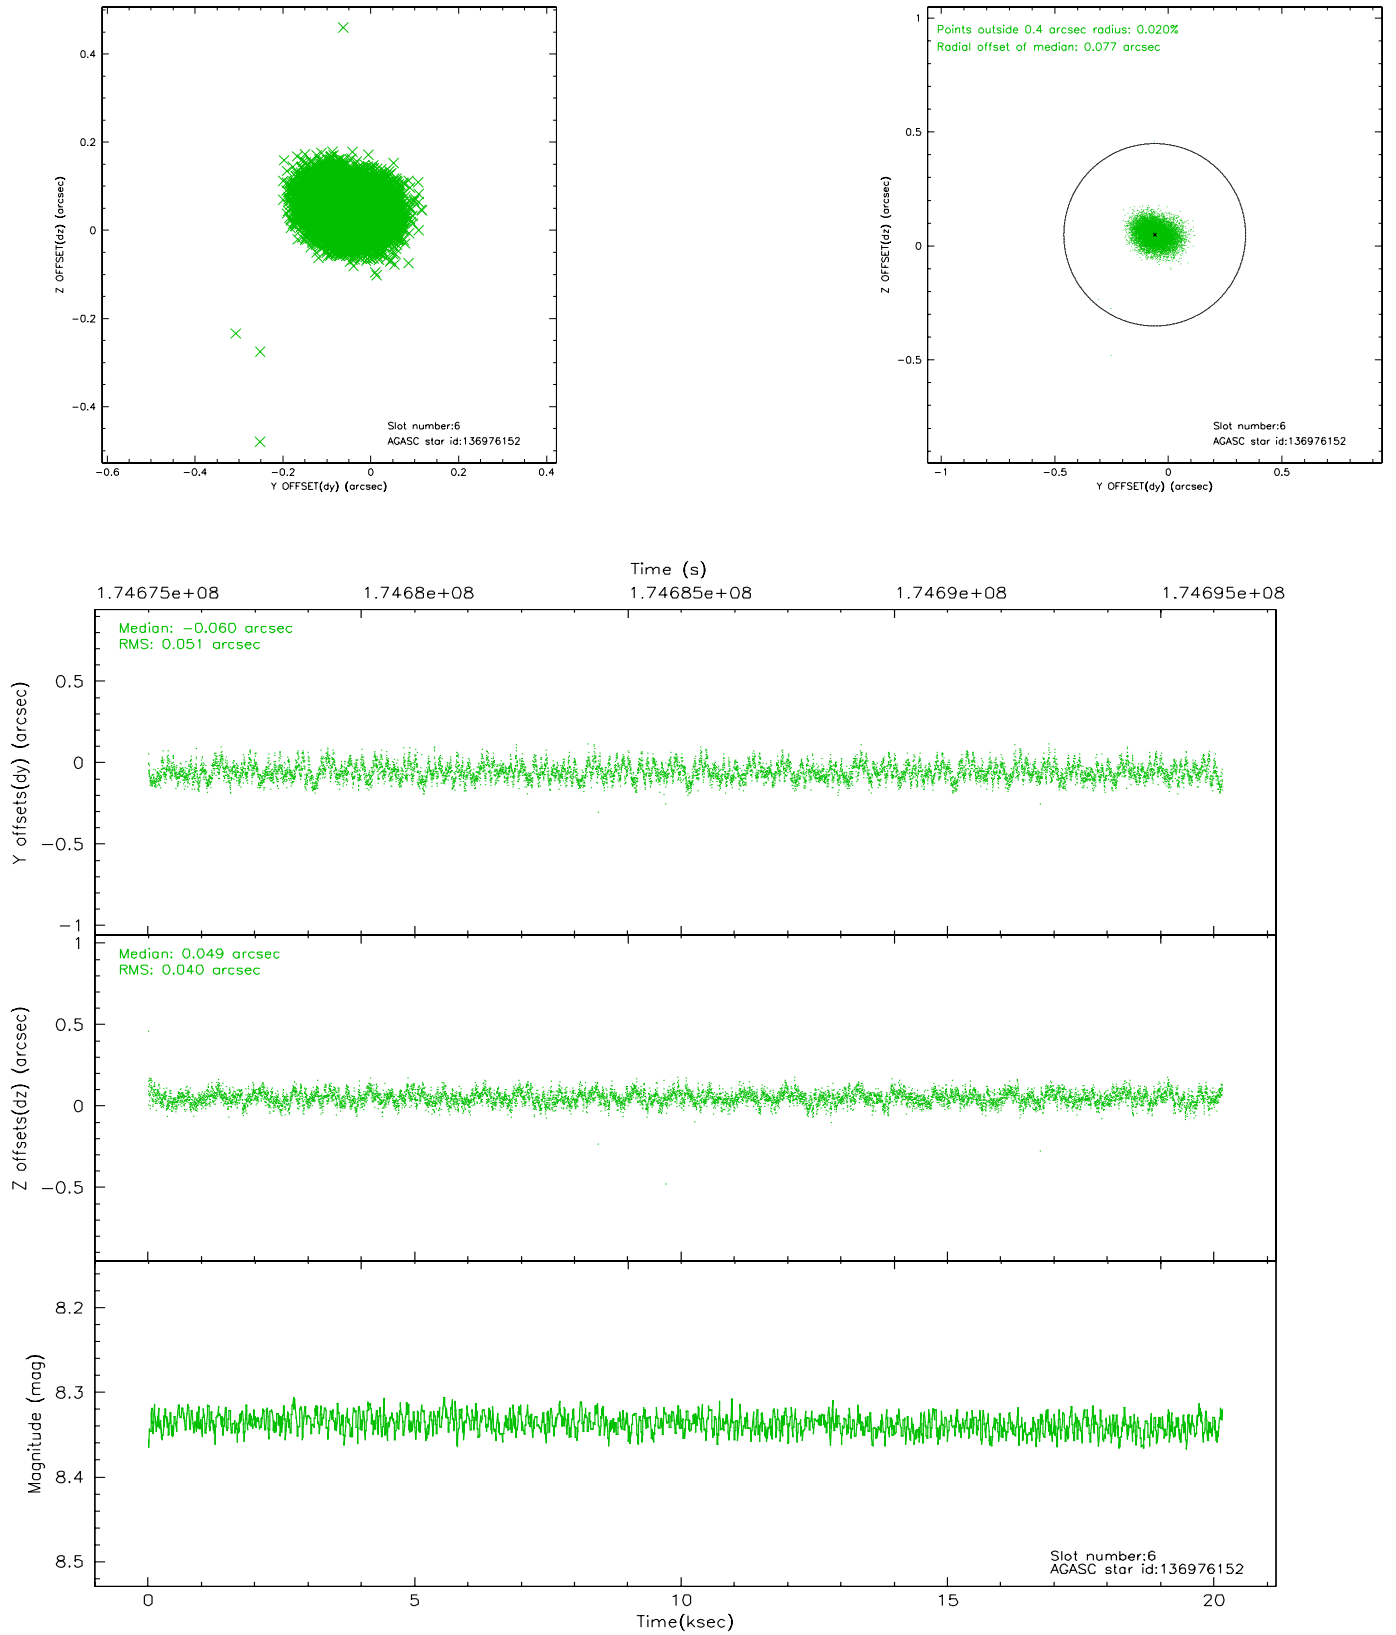 0.4
0.2
0
−0.2
−0.4
Z OFFSET(dz) (arcsec)
Slot number:6
AGASC star id:136976152
−0.6 −0.4 −0.2 0 0.2 0.4
Y OFFSET(dy) (arcsec)
Points outside 0.4 arcsec radius: 0.020%
Radial offset of median: 0.077 arcsec
1
0.5
0
−0.5
Z OFFSET(dz) (arcsec)
Slot number:6
AGASC star id:136976152
−1 −0.5 0 0.5
Y OFFSET(dy) (arcsec)
Time (s)
1.74675e+08 1.7468e+08 1.74685e+08 1.7469e+08 1.74695e+08
Median: −0.060 arcsec
RMS: 0.051 arcsec
0.5
0
−0.5
−1
Y offsets(dy) (arcsec)
Median: 0.049 arcsec
RMS: 0.040 arcsec
1
0.5
0
−0.5
Z offsets(dz) (arcsec)
8.2
8.3
8.4
8.5
Magnitude (mag)
Slot number:6
AGASC star id:136976152
0 5 10 15 20
Time(ksec)